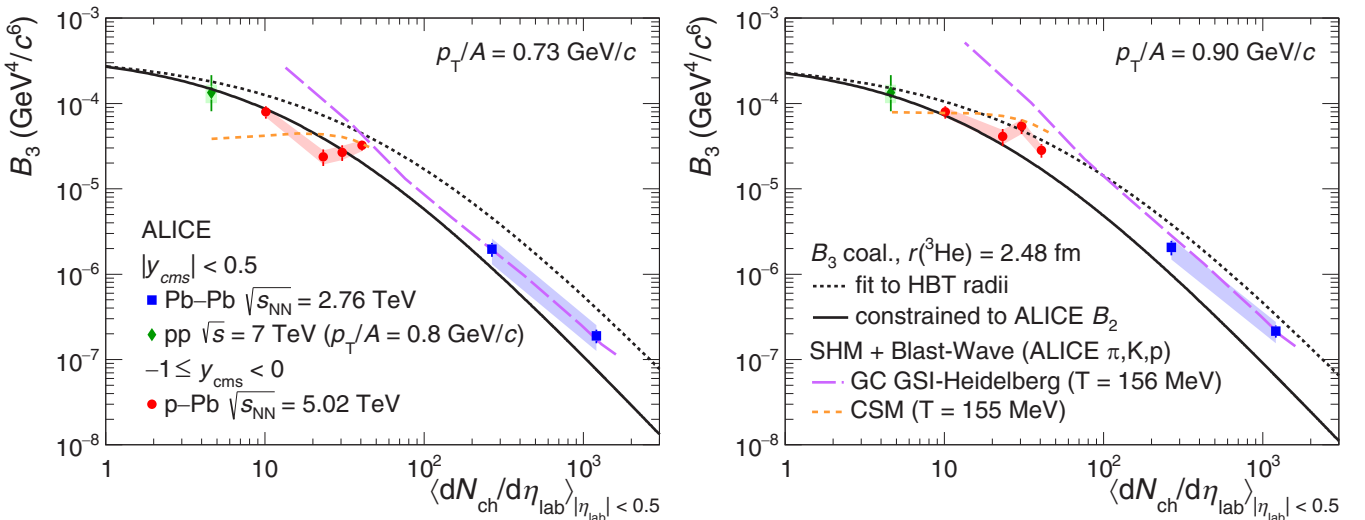 B₃ (GeV⁴/c⁶)
10⁻³
10⁻⁴
10⁻⁵
10⁻⁶
10⁻⁷
10⁻⁸
p_T/A = 0.73 GeV/c
ALICE
|y_cms| < 0.5
Pb–Pb √s_NN = 2.76 TeV
pp √s = 7 TeV (p_T/A = 0.8 GeV/c)
−1 ≤ y_cms < 0
p–Pb √s_NN = 5.02 TeV
1 10 10² 10³
⟨dN_ch/dη_lab⟩_|η_lab| < 0.5
B₃ (GeV⁴/c⁶)
10⁻³
10⁻⁴
10⁻⁵
10⁻⁶
10⁻⁷
10⁻⁸
p_T/A = 0.90 GeV/c
B₃ coal., r(³He) = 2.48 fm
fit to HBT radii
constrained to ALICE B₂
SHM + Blast-Wave (ALICE π,K,p)
GC GSI-Heidelberg (T = 156 MeV)
CSM (T = 155 MeV)
1 10 10² 10³
⟨dN_ch/dη_lab⟩_|η_lab| < 0.5